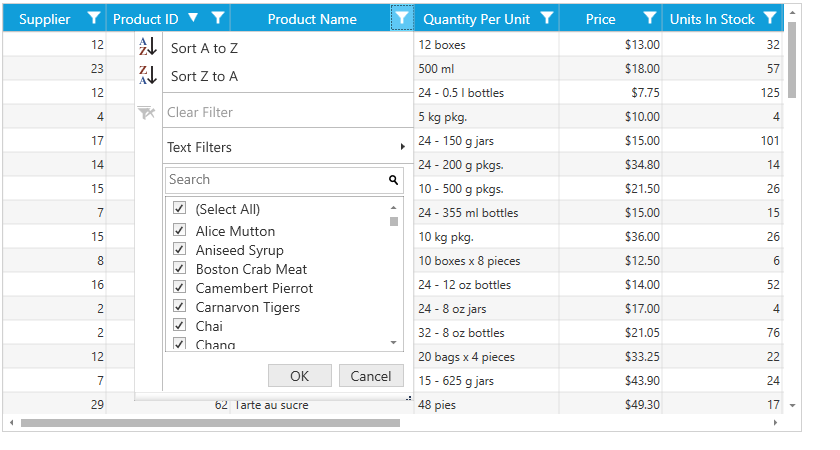 Supplier Product ID Product Name Quantity Per Unit Price Units In Stock
12 12 boxes $13.00 32
23 500 ml $18.00 57
12 24 - 0.5 l bottles $7.75 125
4 5 kg pkg. $10.00 4
17 24 - 150 g jars $15.00 101
14 24 - 200 g pkgs. $34.80 14
15 10 - 500 g pkgs. $21.50 26
7 24 - 355 ml bottles $15.00 15
15 10 kg pkg. $36.00 26
8 10 boxes x 8 pieces $12.50 6
16 24 - 12 oz bottles $14.00 52
2 24 - 8 oz jars $17.00 4
2 32 - 8 oz bottles $21.05 76
12 20 bags x 4 pieces $33.25 22
7 15 - 625 g jars $43.90 24
29 62 Tarte au sucre 48 pies $49.30 17
A Z Sort A to Z
Z A Sort Z to A
Clear Filter
Text Filters
Search
(Select All)
Alice Mutton
Aniseed Syrup
Boston Crab Meat
Camembert Pierrot
Carnarvon Tigers
Chai
Chang
OK Cancel